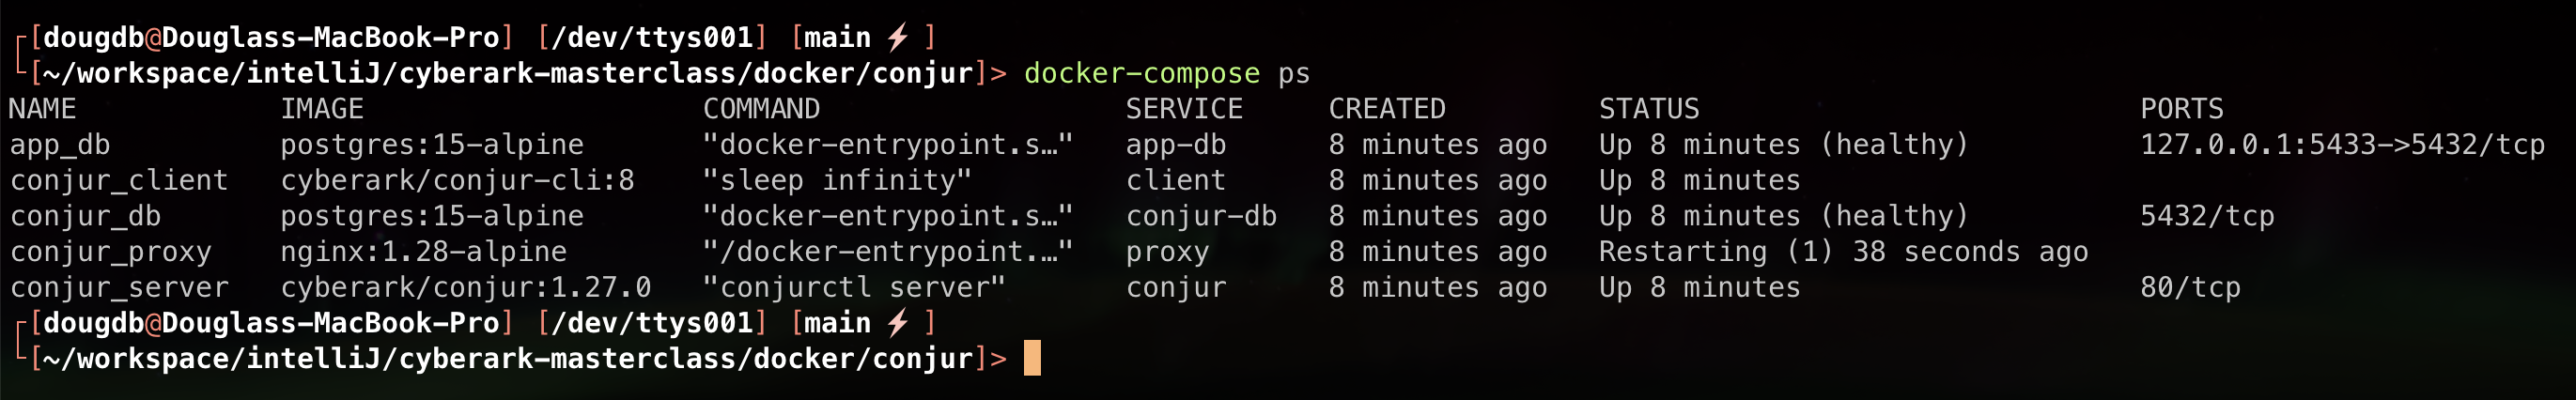 [dougdb@Douglass-MacBook-Pro] [/dev/ttys001] [main ⚡ ]
[~/workspace/intelliJ/cyberark-masterclass/docker/conjur]> docker-compose ps
NAME IMAGE COMMAND SERVICE CREATED STATUS PORTS
app_db postgres:15-alpine "docker-entrypoint.s…" app-db 8 minutes ago Up 8 minutes (healthy) 127.0.0.1:5433->5432/tcp
conjur_client cyberark/conjur-cli:8 "sleep infinity" client 8 minutes ago Up 8 minutes
conjur_db postgres:15-alpine "docker-entrypoint.s…" conjur-db 8 minutes ago Up 8 minutes (healthy) 5432/tcp
conjur_proxy nginx:1.28-alpine "/docker-entrypoint.…" proxy 8 minutes ago Restarting (1) 38 seconds ago
conjur_server cyberark/conjur:1.27.0 "conjurctl server" conjur 8 minutes ago Up 8 minutes 80/tcp
[dougdb@Douglass-MacBook-Pro] [/dev/ttys001] [main ⚡ ]
[~/workspace/intelliJ/cyberark-masterclass/docker/conjur]>